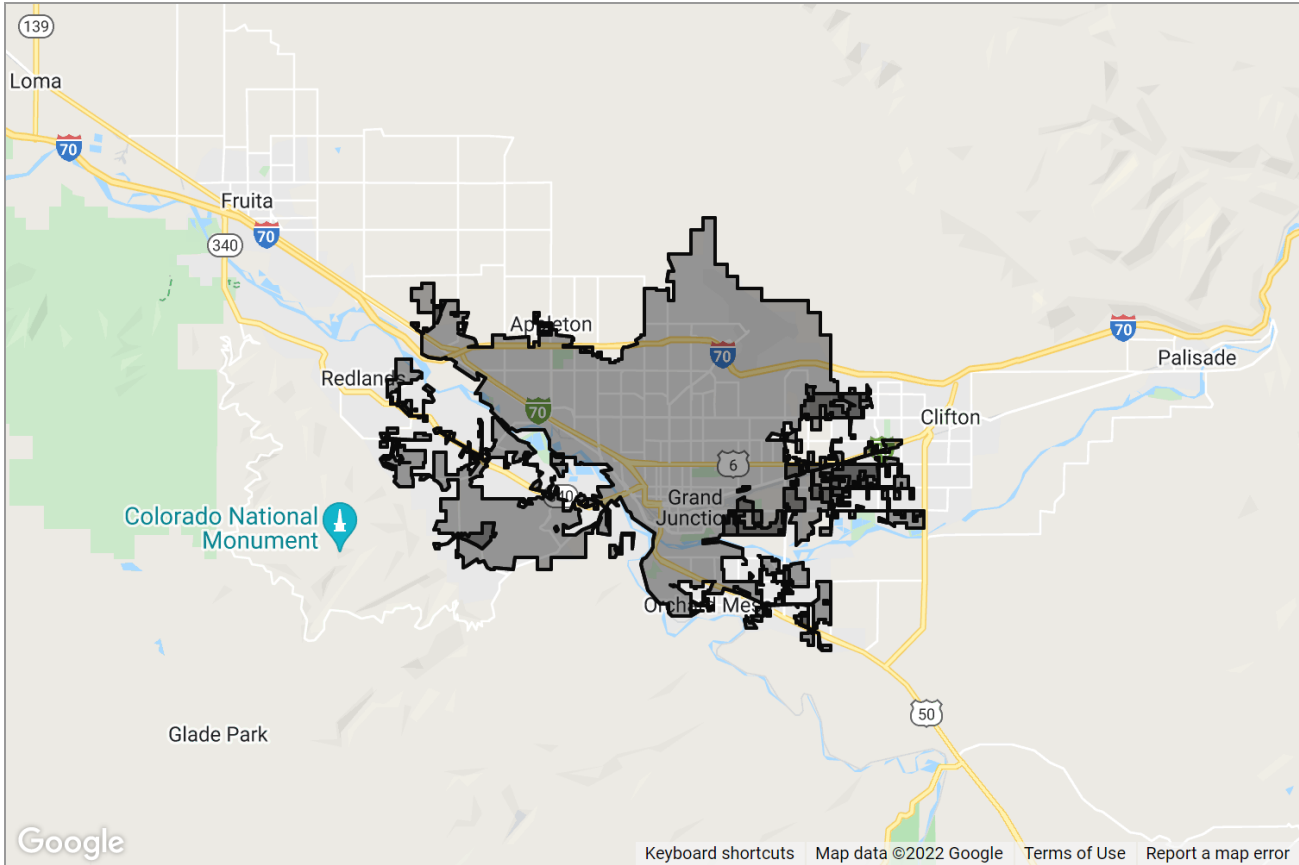 139
Loma
70
Fruita
70
340
Appleton
70
70
Palisade
Redlands
70
Clifton
6
40
Grand
Junction
Colorado National
Monument
Orchard Mesa
50
Glade Park
Google
Keyboard shortcuts
Map data ©2022 Google
Terms of Use
Report a map error